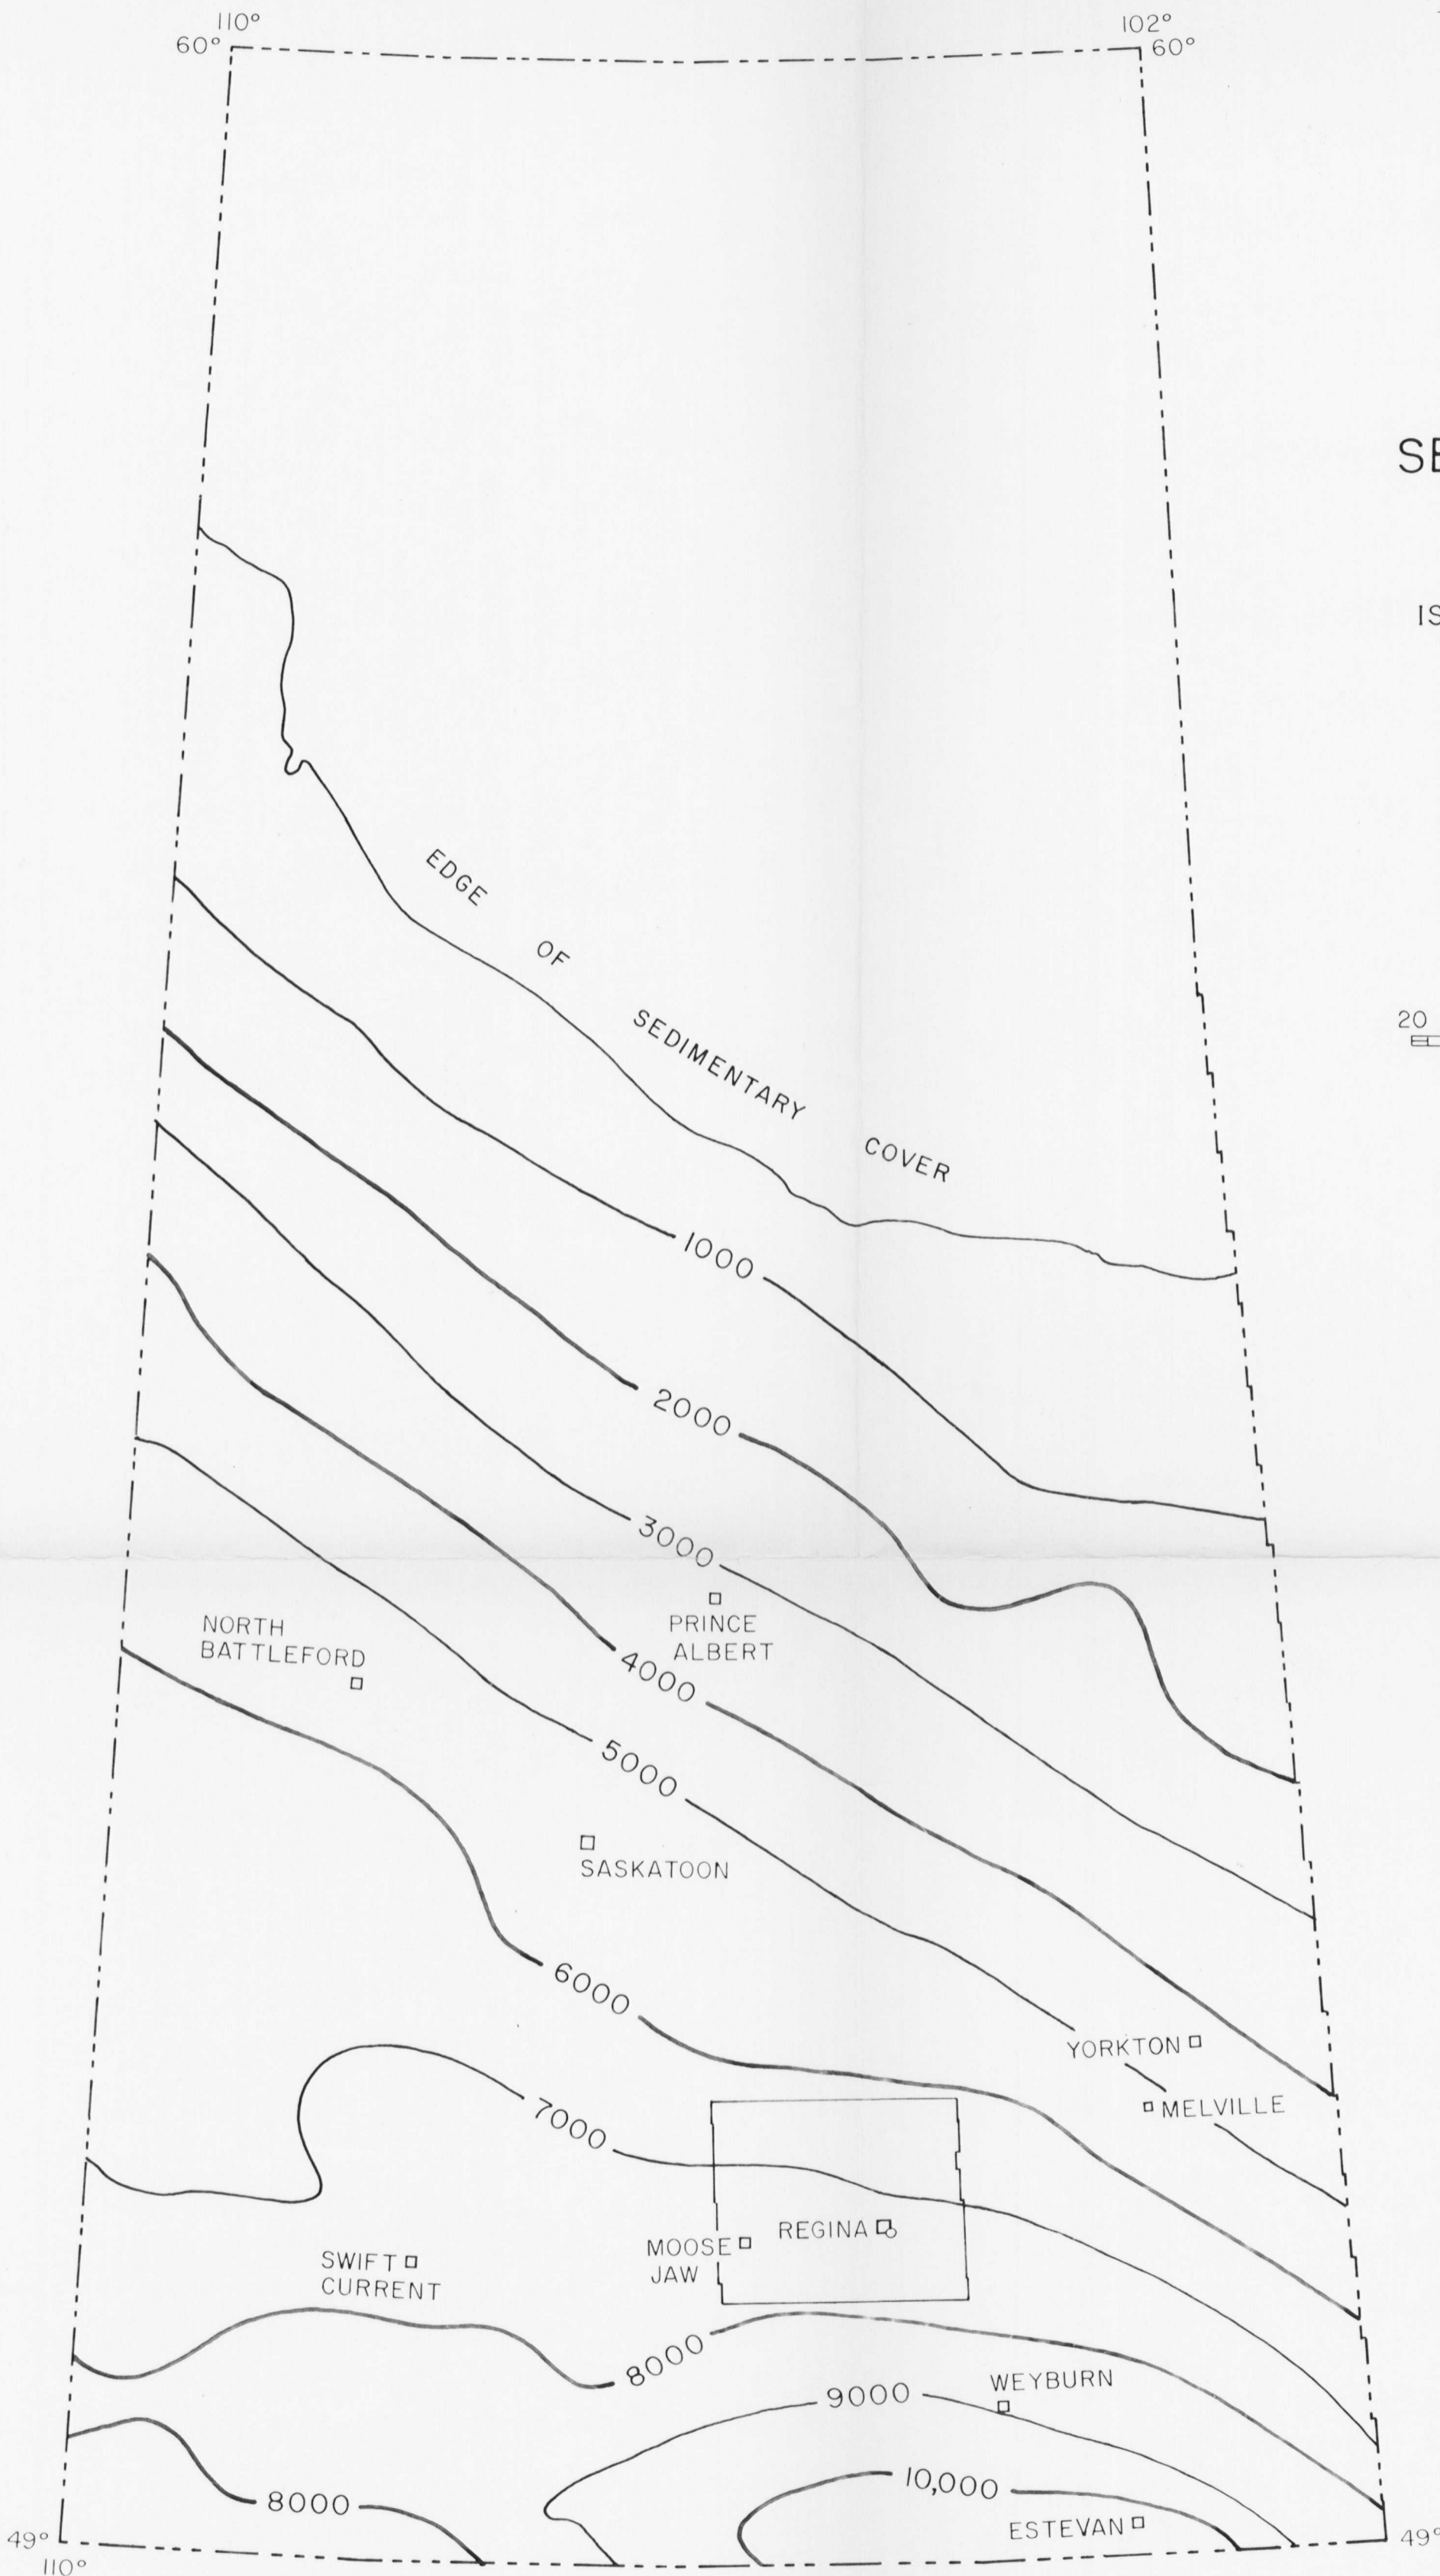 110°
102°
60°
60°
SE
IS
EDGE OF SEDIMENTARY COVER
20
1000
2000
3000
PRINCE
ALBERT
NORTH
BATTLEFORD
4000
5000
SASKATOON
6000
YORKTON
MELVILLE
7000
REGINA
MOOSE
JAW
SWIFT
CURRENT
8000
WEYBURN
9000
10,000
8000
ESTEVAN
49°
49°
110°